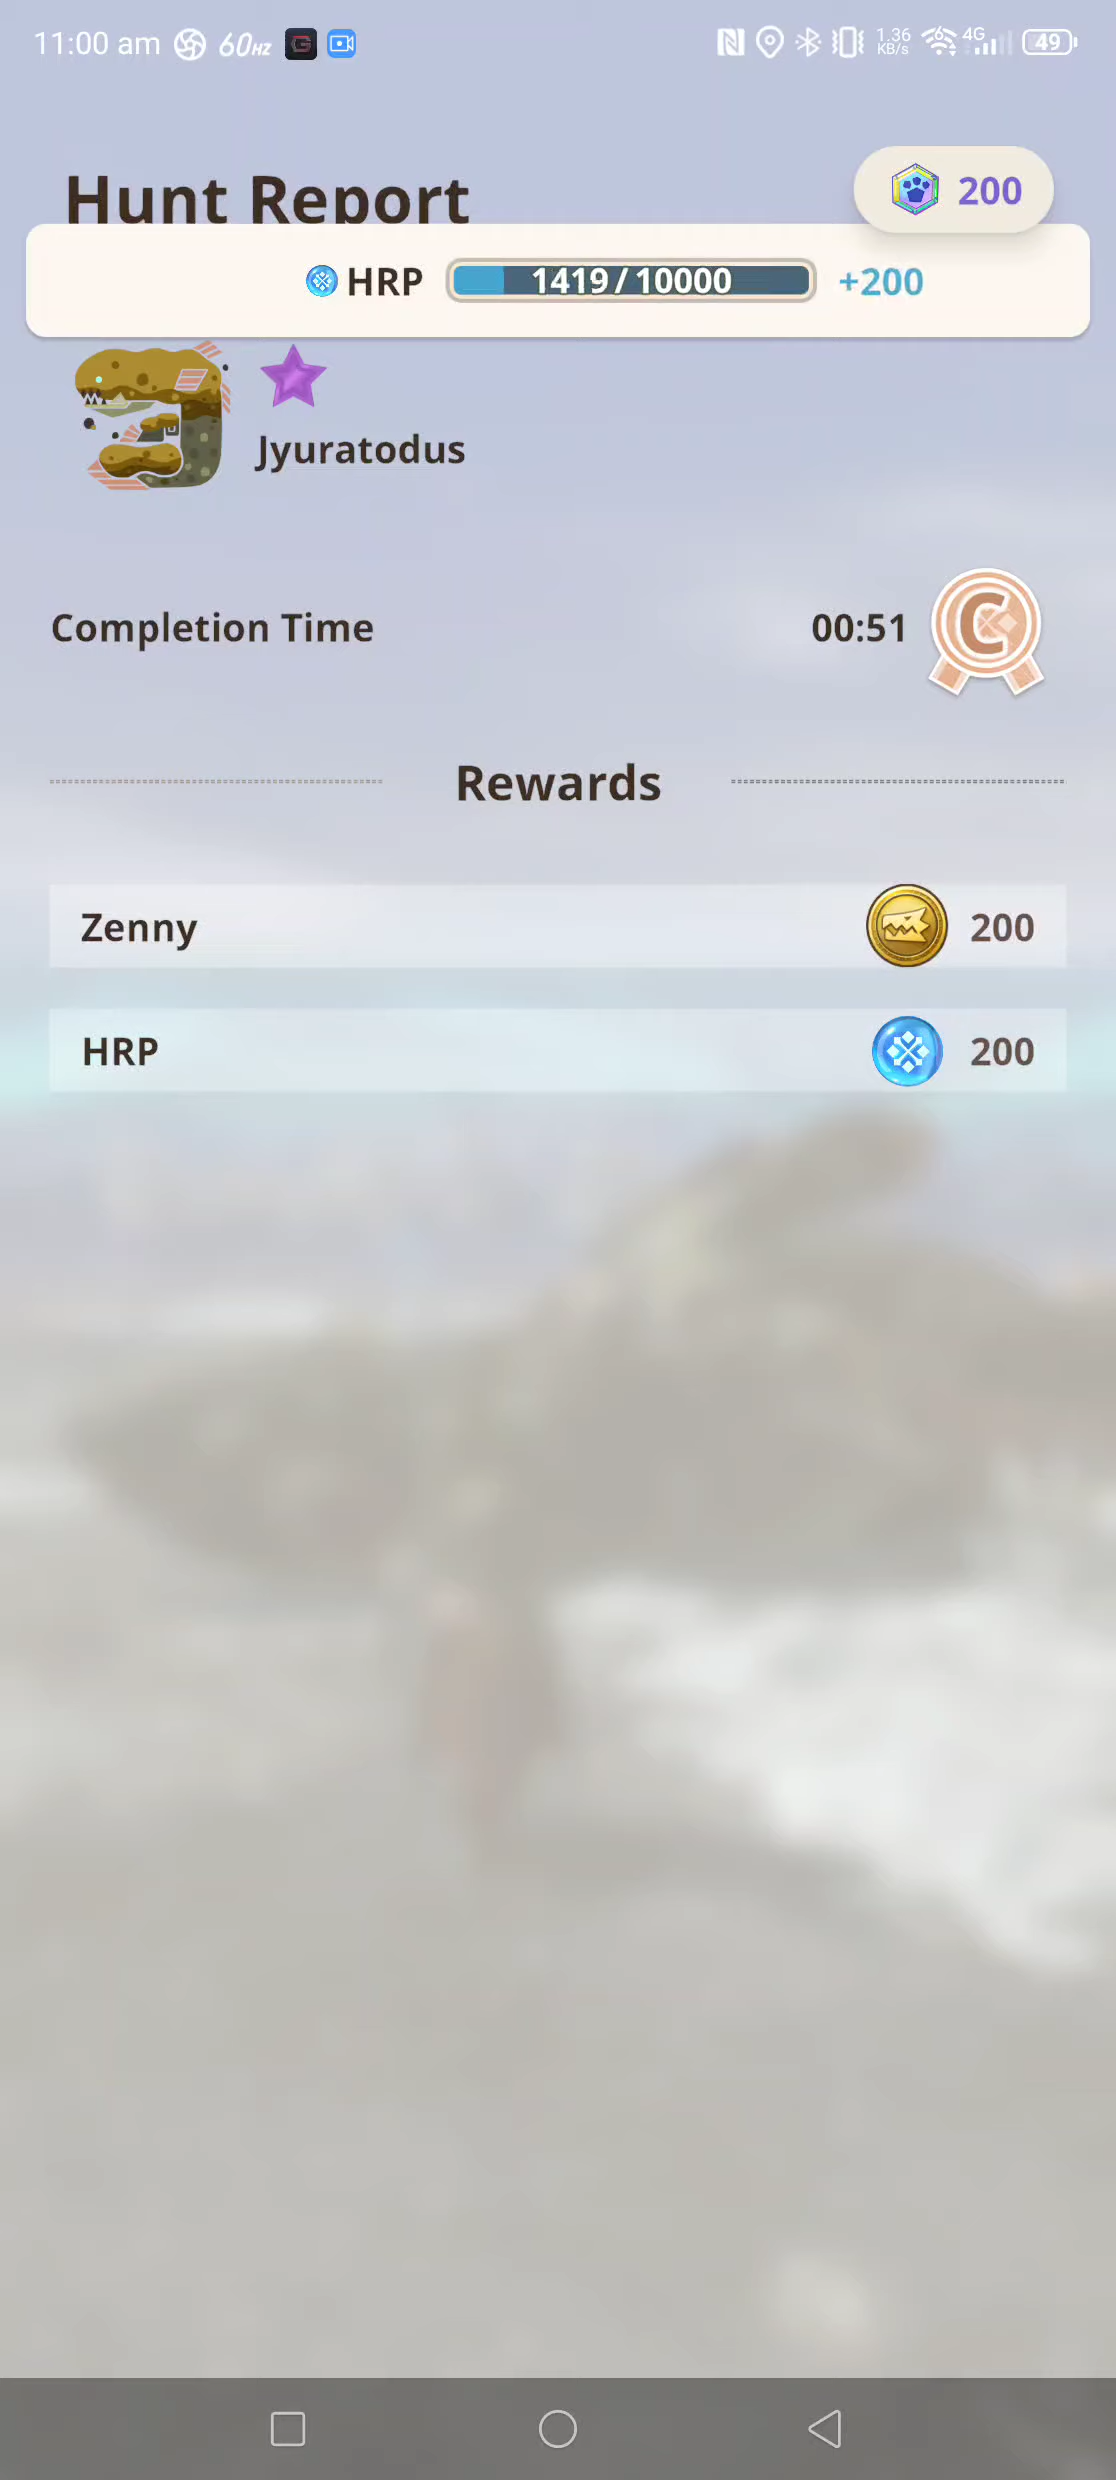 11:00 am 60HZ 1.36 KB/s 6 4G 49
Hunt Report
200
HRP 1419/10000 +200
Jyuratodus
Completion Time 00:51 C
Rewards
Zenny 200
HRP 200